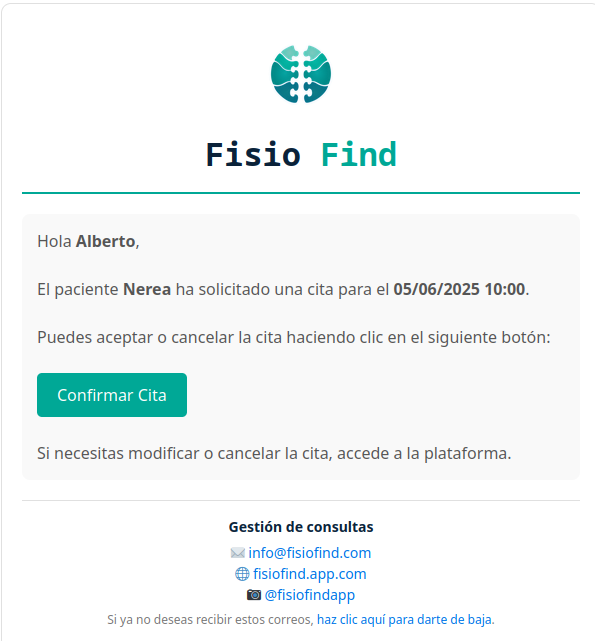 Fisio Find
Hola Alberto,
El paciente Nerea ha solicitado una cita para el 05/06/2025 10:00.
Puedes aceptar o cancelar la cita haciendo clic en el siguiente botón:
Confirmar Cita
Si necesitas modificar o cancelar la cita, accede a la plataforma.
Gestión de consultas
info@fisiofind.com
fisiofind.app.com
@fisiofindapp
Si ya no deseas recibir estos correos, haz clic aquí para darte de baja.